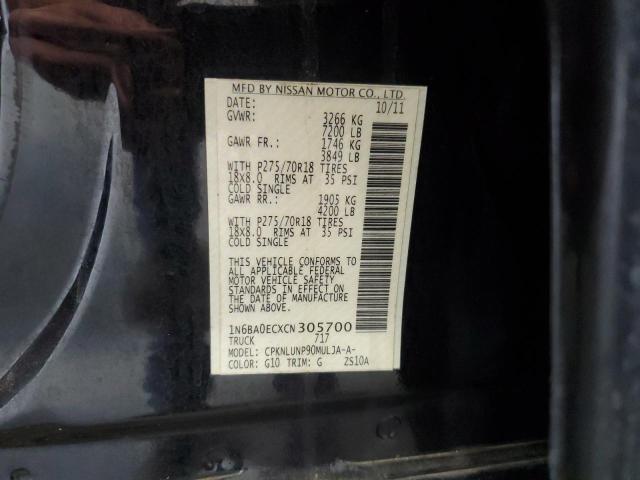 MFD BY NISSAN MOTOR CO., LTD.
DATE: 10/11
GVWR: 3266 KG
7200 LB
GAWR FR.: 1746 KG
3849 LB
WITH P275/70R18 TIRES
18X8.0 RIMS AT 35 PSI
COLD SINGLE
GAWR RR.: 1905 KG
4200 LB
WITH P275/70R18 TIRES
18X8.0 RIMS AT 35 PSI
COLD SINGLE
THIS VEHICLE CONFORMS TO
ALL APPLICABLE FEDERAL
MOTOR VEHICLE SAFETY
STANDARDS IN EFFECT ON
THE DATE OF MANUFACTURE
SHOWN ABOVE.
1N6BA0ECXCN305700
TRUCK 717
MODEL: CPKNLUNP90MULJA-A-
COLOR: G10 TRIM: G ZS10A